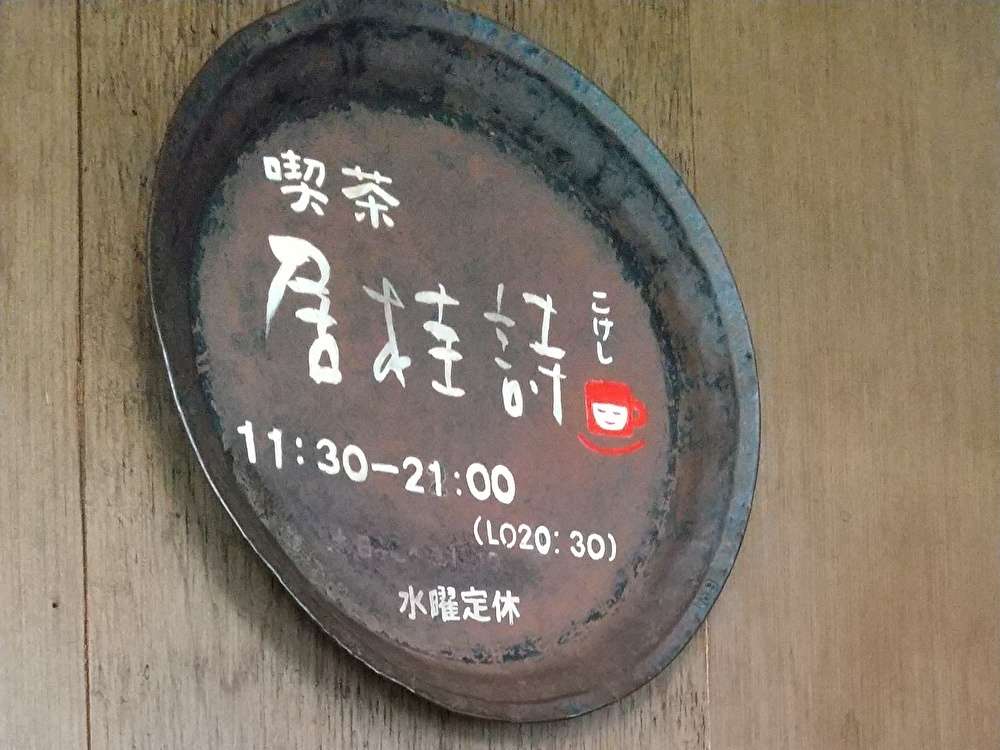 喫茶
居桂詩
こけし
11:30-21:00
(LO20:30)
水曜定休